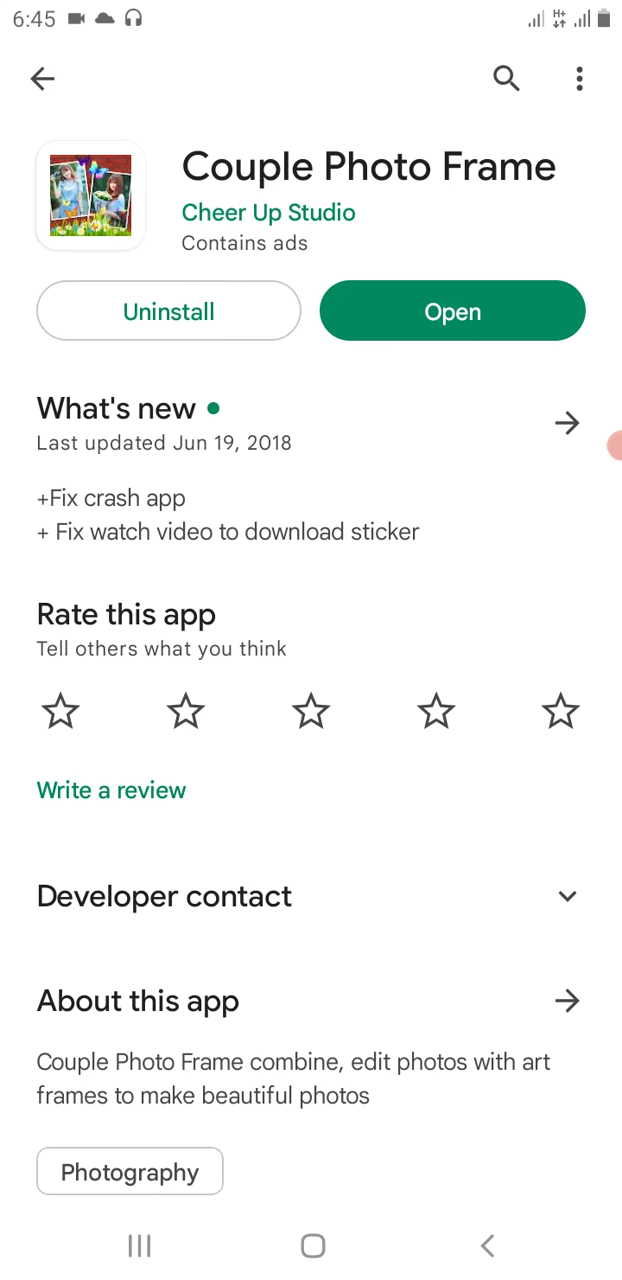 6:45
H+
Couple Photo Frame
Cheer Up Studio
Contains ads
Uninstall
Open
What's new
Last updated Jun 19, 2018
+Fix crash app
+ Fix watch video to download sticker
Rate this app
Tell others what you think
Write a review
Developer contact
About this app
Couple Photo Frame combine, edit photos with art
frames to make beautiful photos
Photography